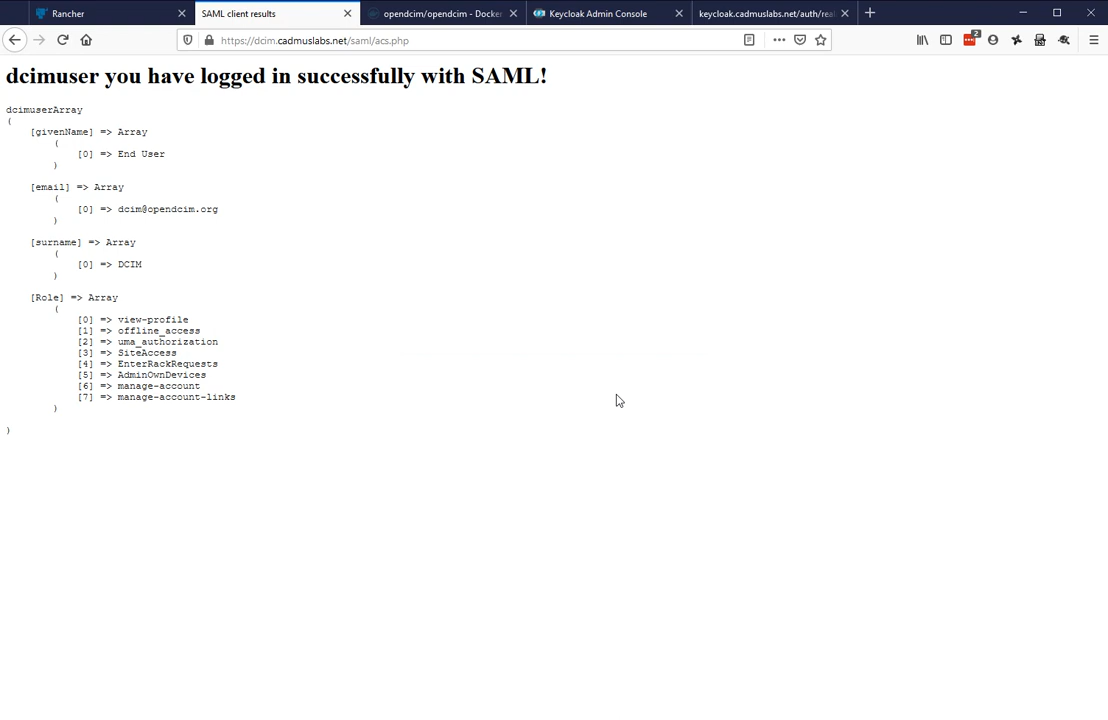 Rancher
SAML client results
opendcim/opendcim - Docker
Keycloak Admin Console
keycloak.cadmuslabs.net/auth/real
https://dcim.cadmuslabs.net/saml/acs.php
2
dcimuser you have logged in successfully with SAML!
dcimuserArray
(
[givenName] => Array
(
[0] => End User
)
[email] => Array
(
[0] => dcim@opendcim.org
)
[surname] => Array
(
[0] => DCIM
)
[Role] => Array
(
[0] => view-profile
[1] => offline_access
[2] => uma_authorization
[3] => SiteAccess
[4] => EnterRackRequests
[5] => AdminOwnDevices
[6] => manage-account
[7] => manage-account-links
)
)